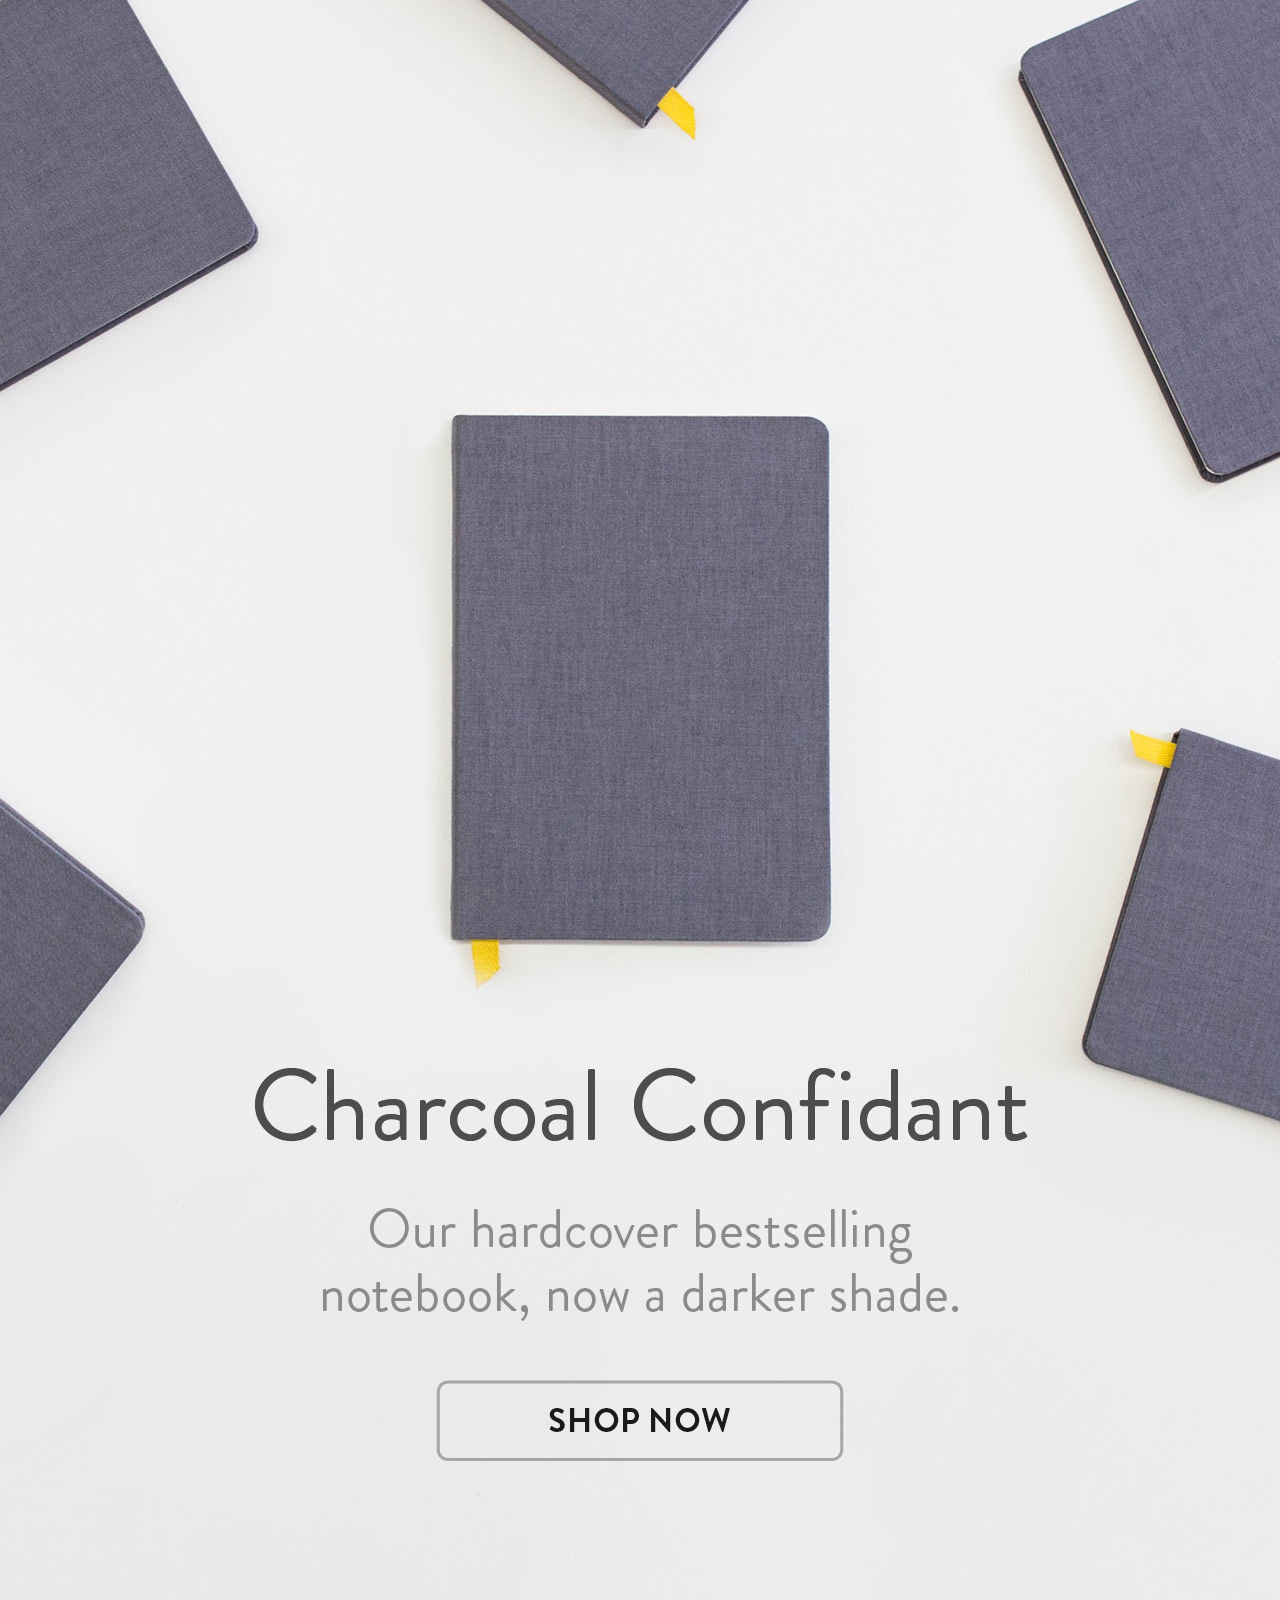 Charcoal Confidant
Our hardcover bestselling
notebook, now a darker shade.
SHOP NOW